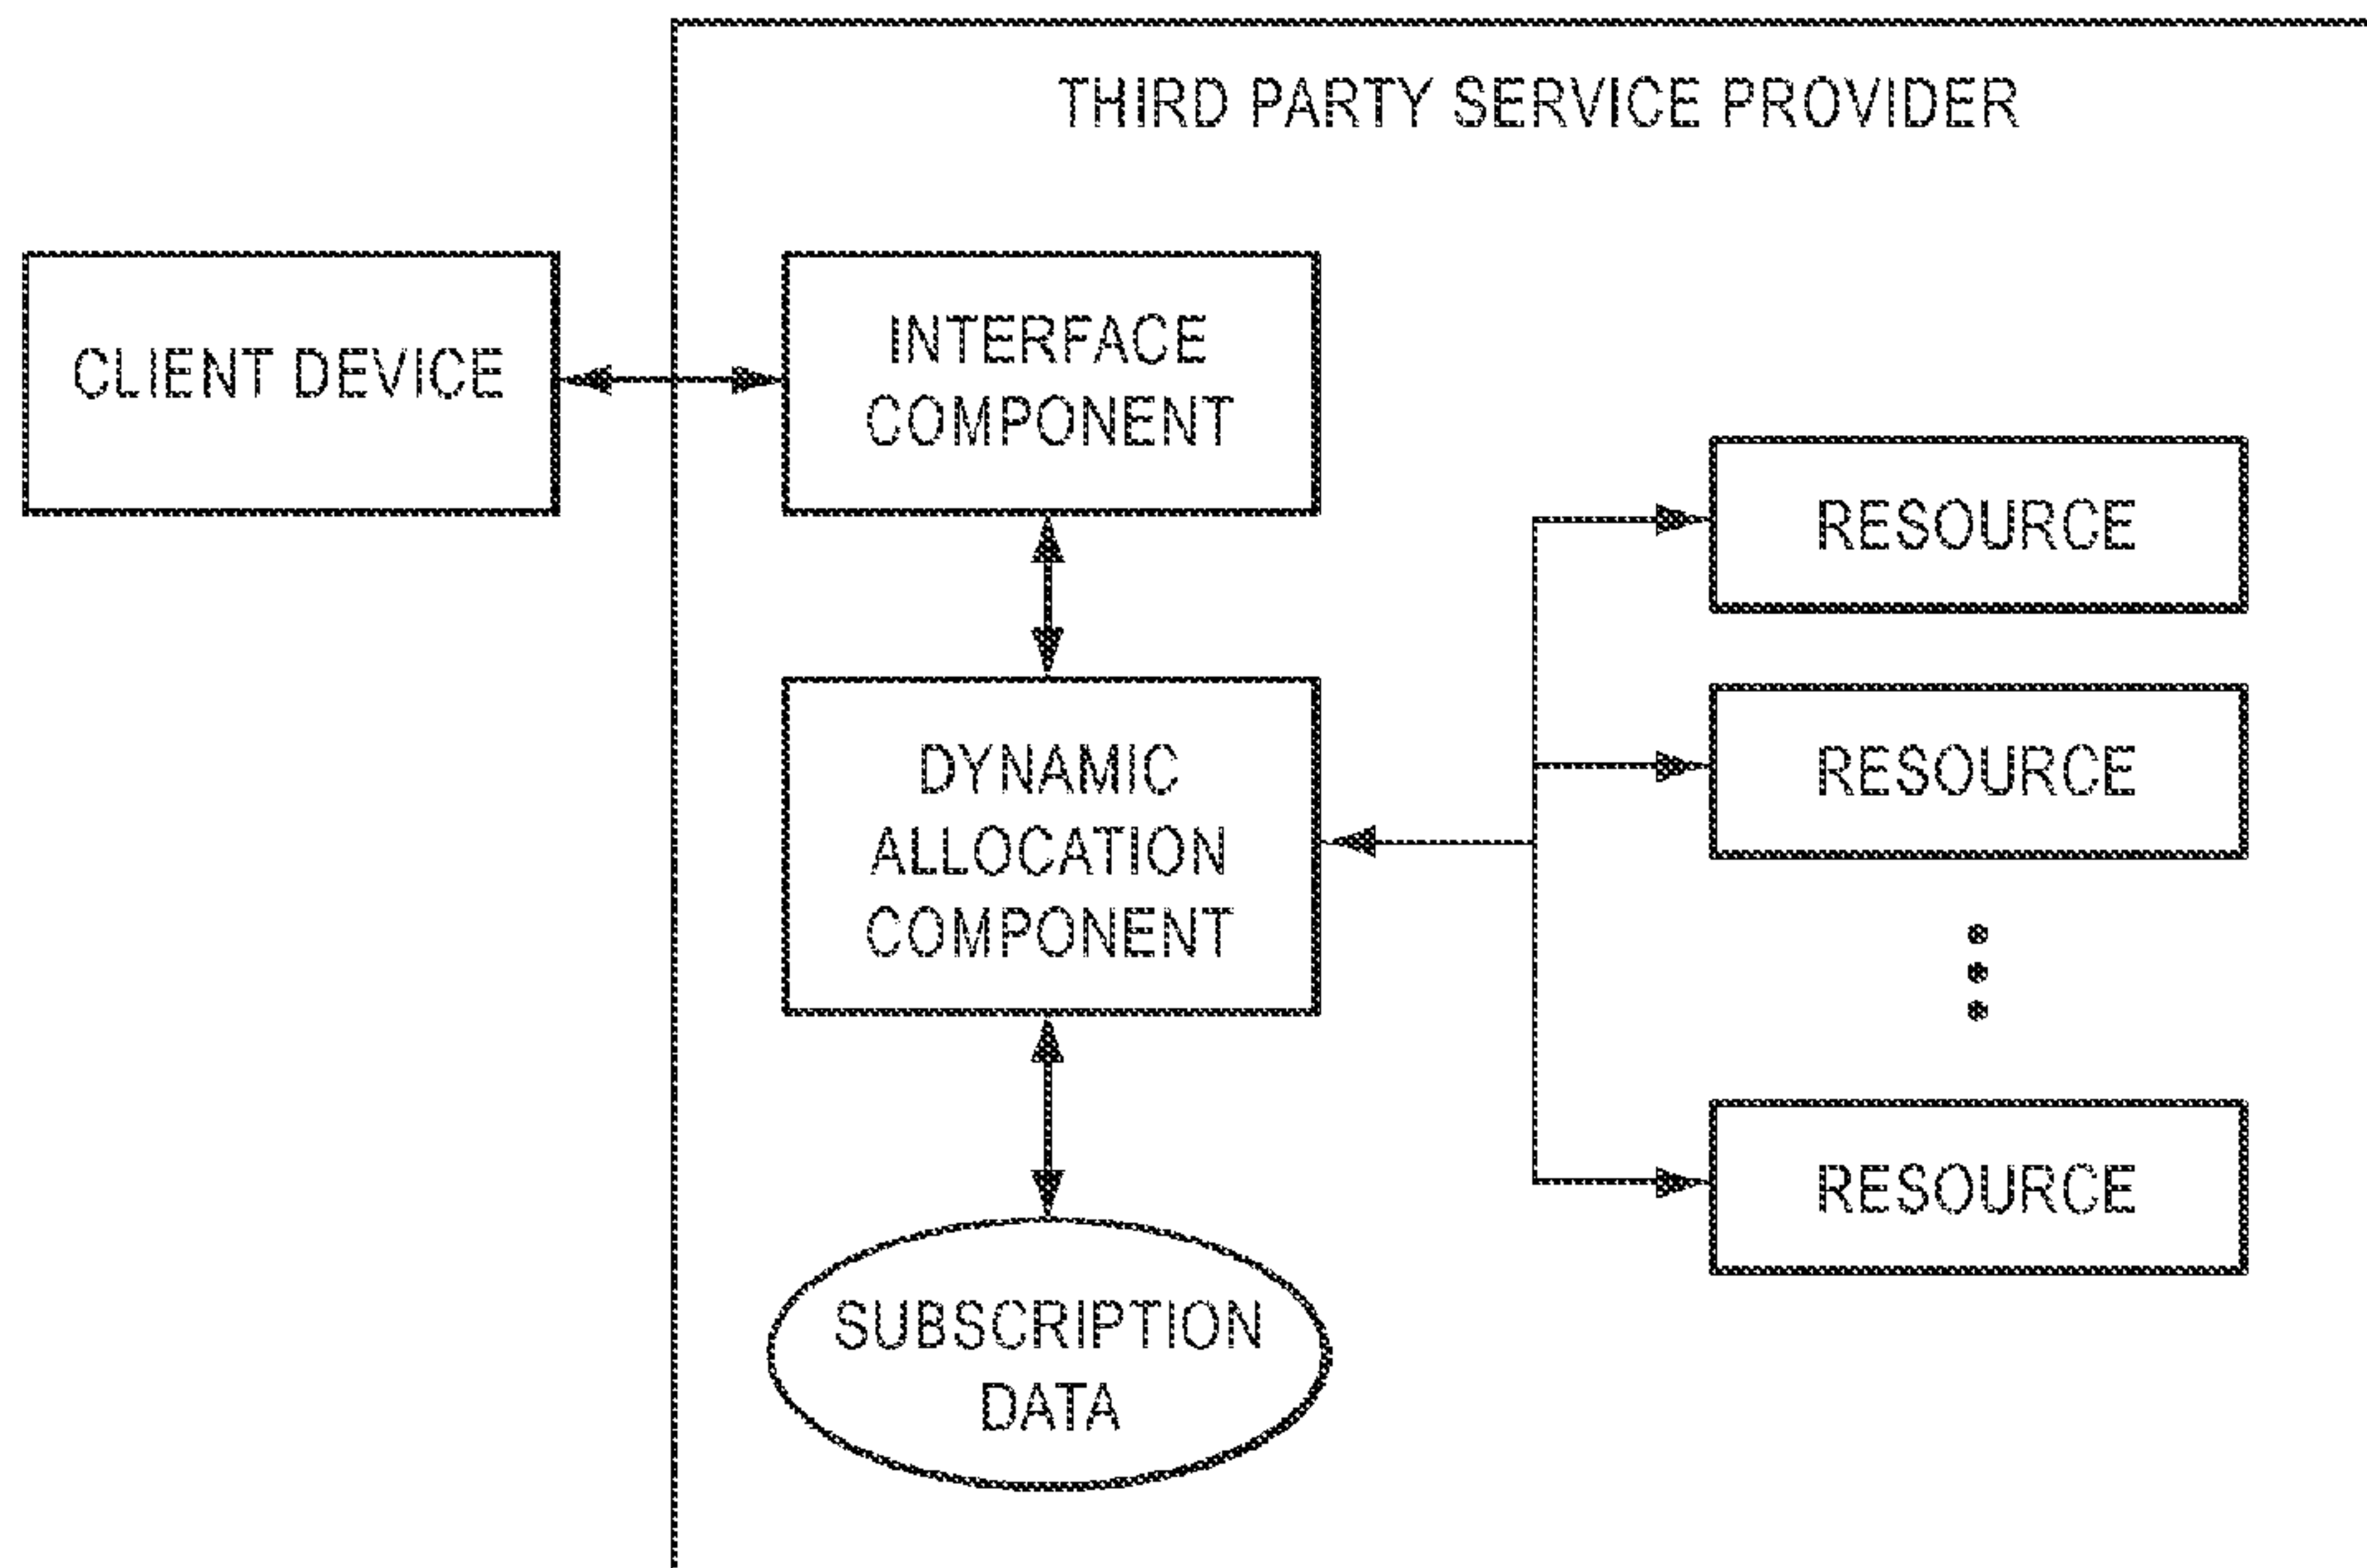 THIRD PARTY SERVICE PROVIDER
CLIENT DEVICE
INTERFACE
COMPONENT
RESOURCE
DYNAMIC
ALLOCATION
COMPONENT
RESOURCE
RESOURCE
SUBSCRIPTION
DATA